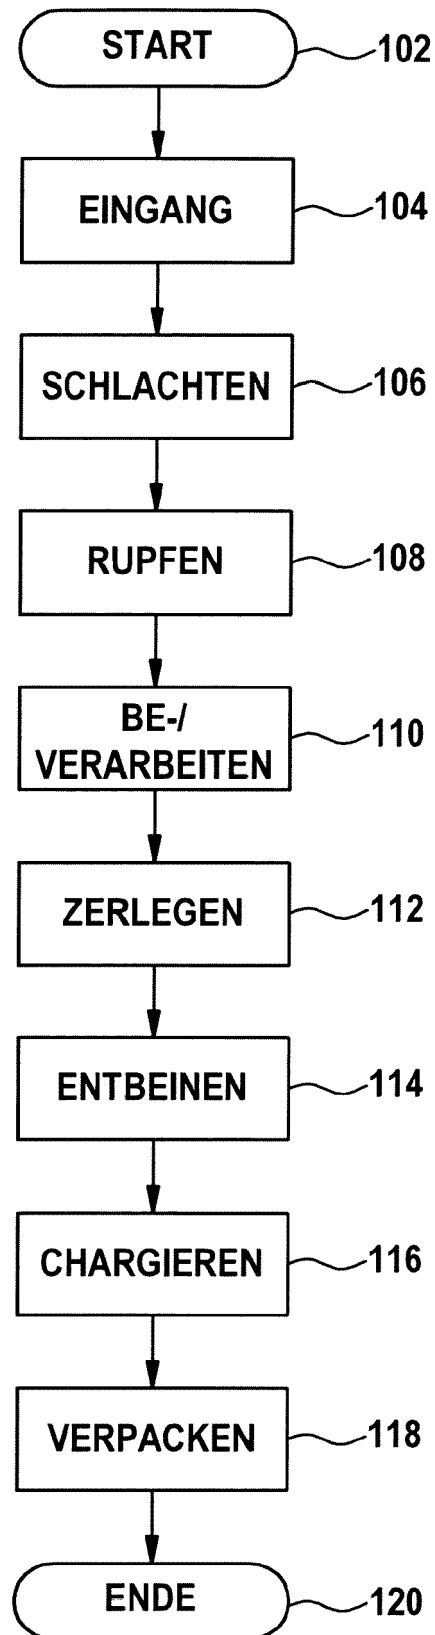 START 102
EINGANG 104
SCHLACHTEN 106
RUPFEN 108
BE-/
VERARBEITEN 110
ZERLEGEN 112
ENTBEINEN 114
CHARGIEREN 116
VERPACKEN 118
ENDE 120